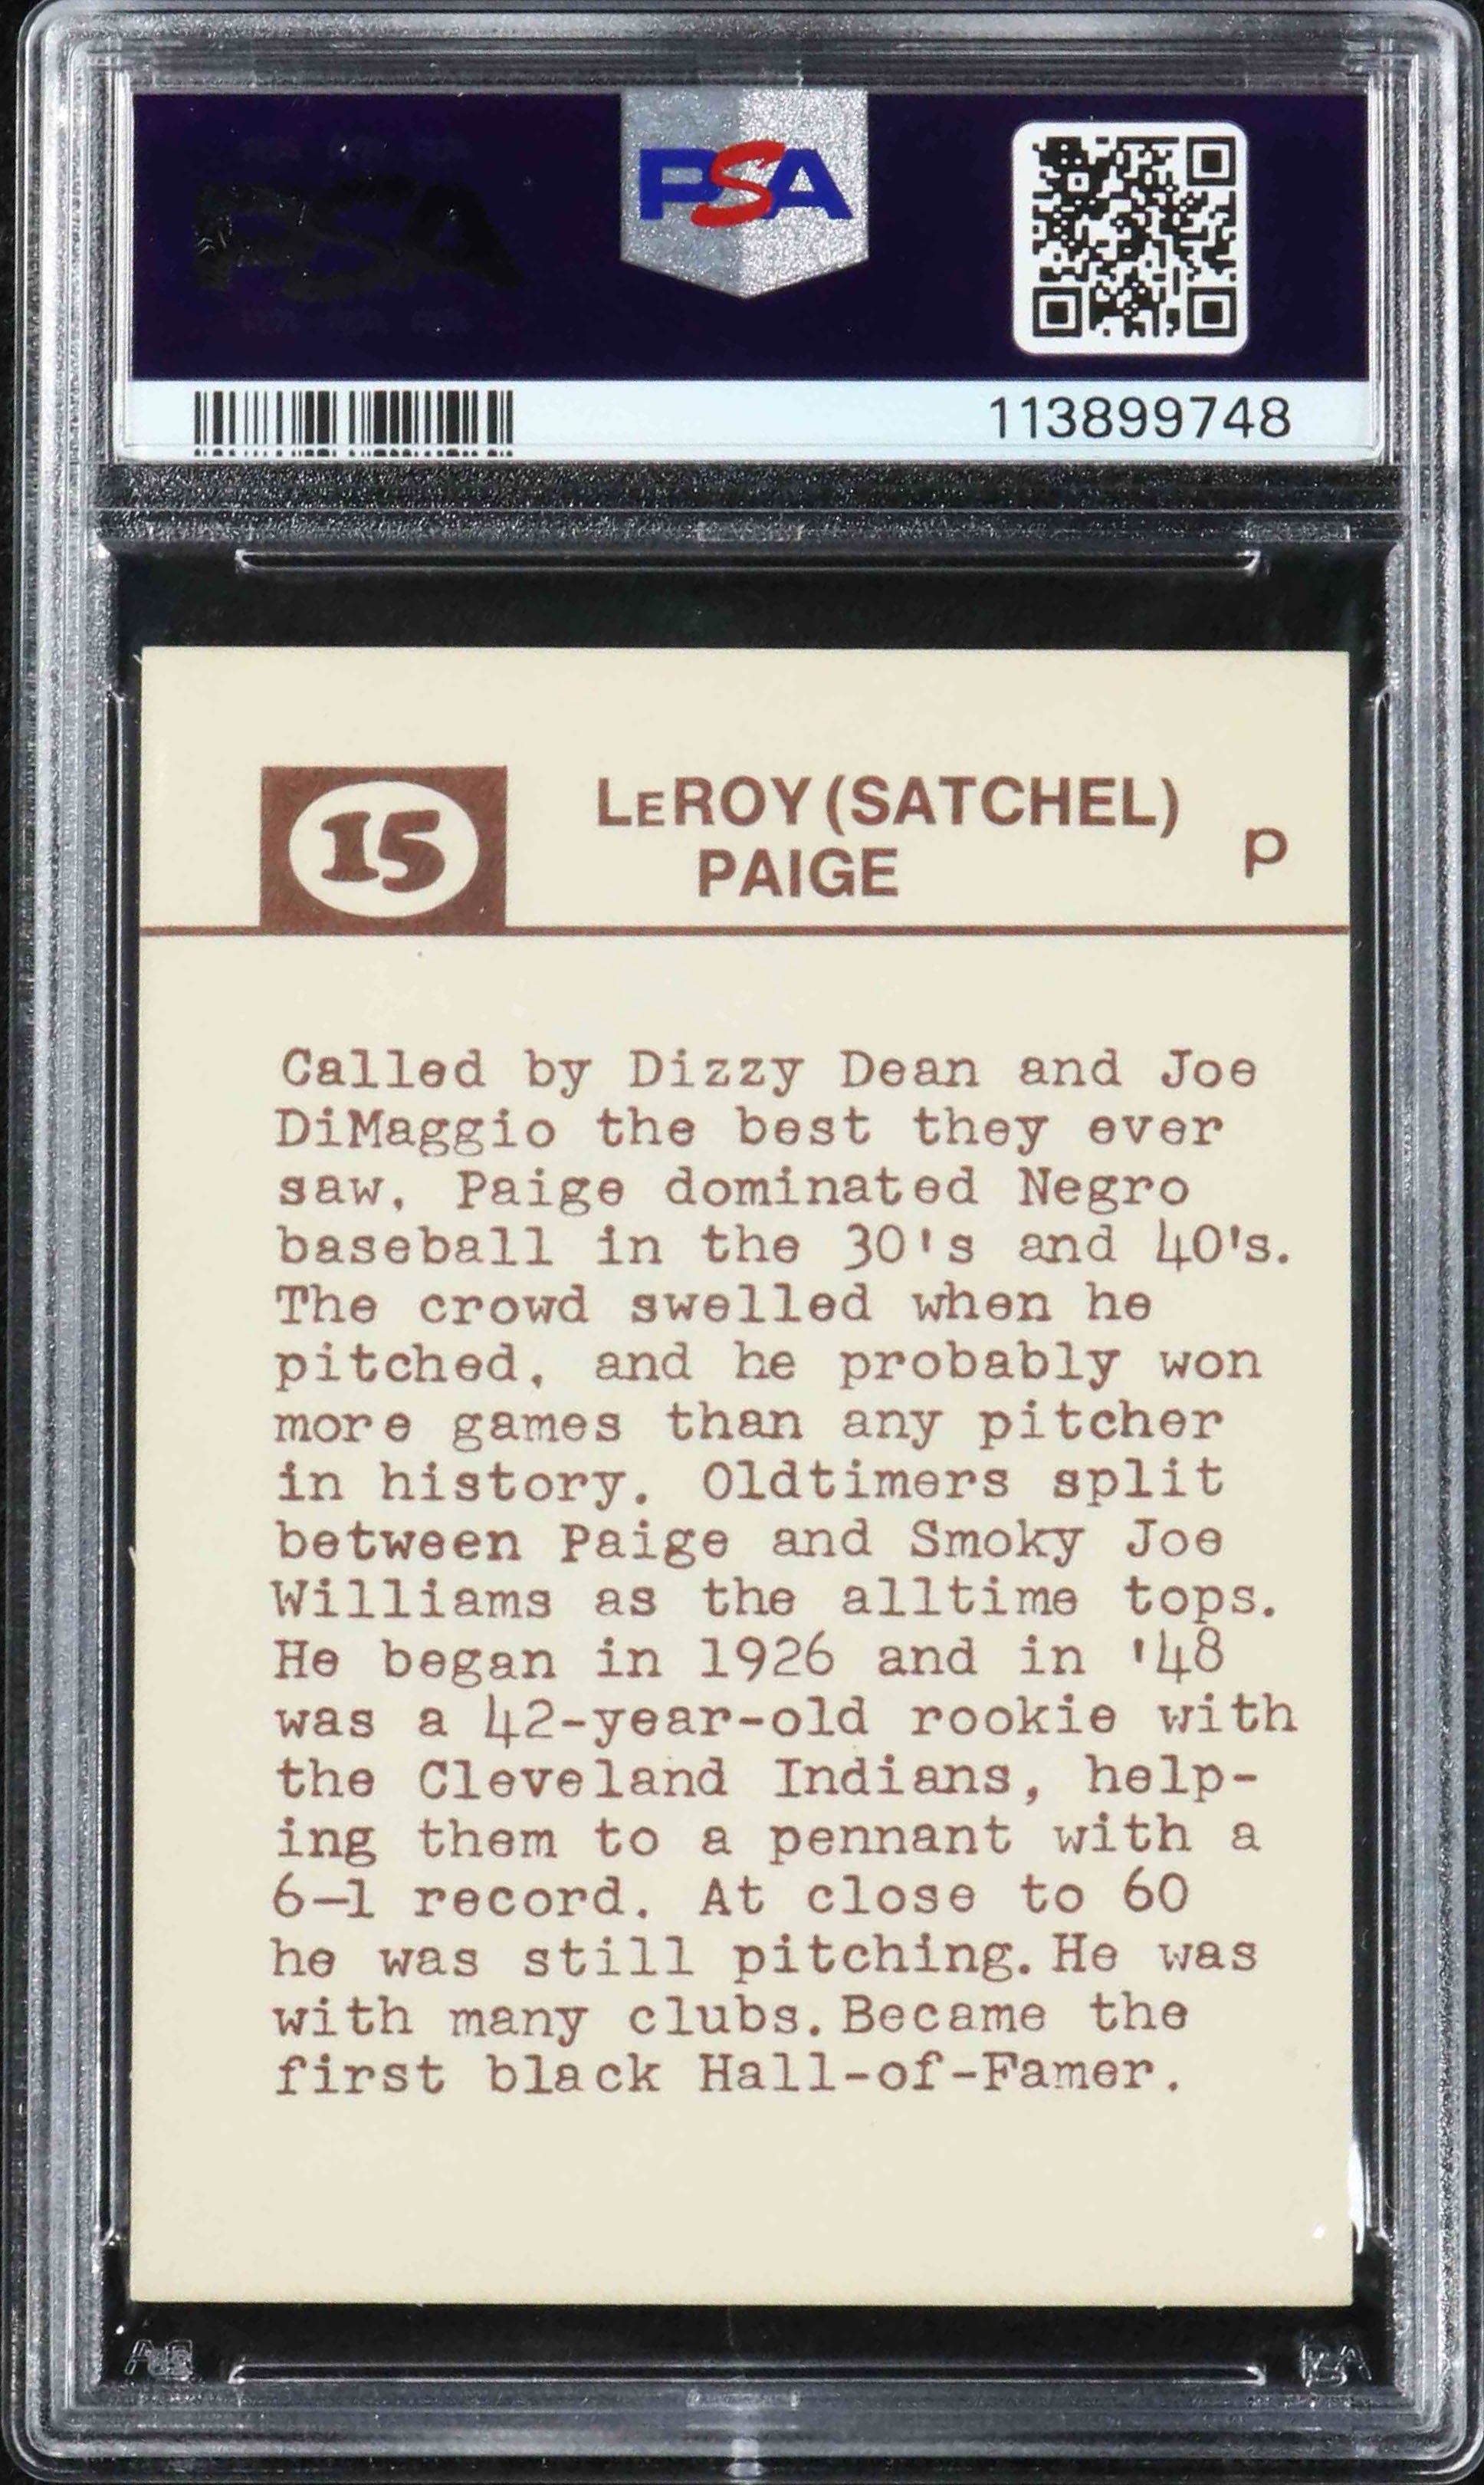 PSA
PSA
113899748
15
LeROY (SATCHEL)
PAIGE
P
Called by Dizzy Dean and Joe
DiMaggio the best they ever
saw, Paige dominated Negro
baseball in the 30's and 40's.
The crowd swelled when he
pitched, and he probably won
more games than any pitcher
in history. Oldtimers split
between Paige and Smoky Joe
Williams as the alltime tops.
He began in 1926 and in '48
was a 42-year-old rookie with
the Cleveland Indians, help-
ing them to a pennant with a
6-1 record. At close to 60
he was still pitching. He was
with many clubs. Became the
first black Hall-of-Famer.
PSA